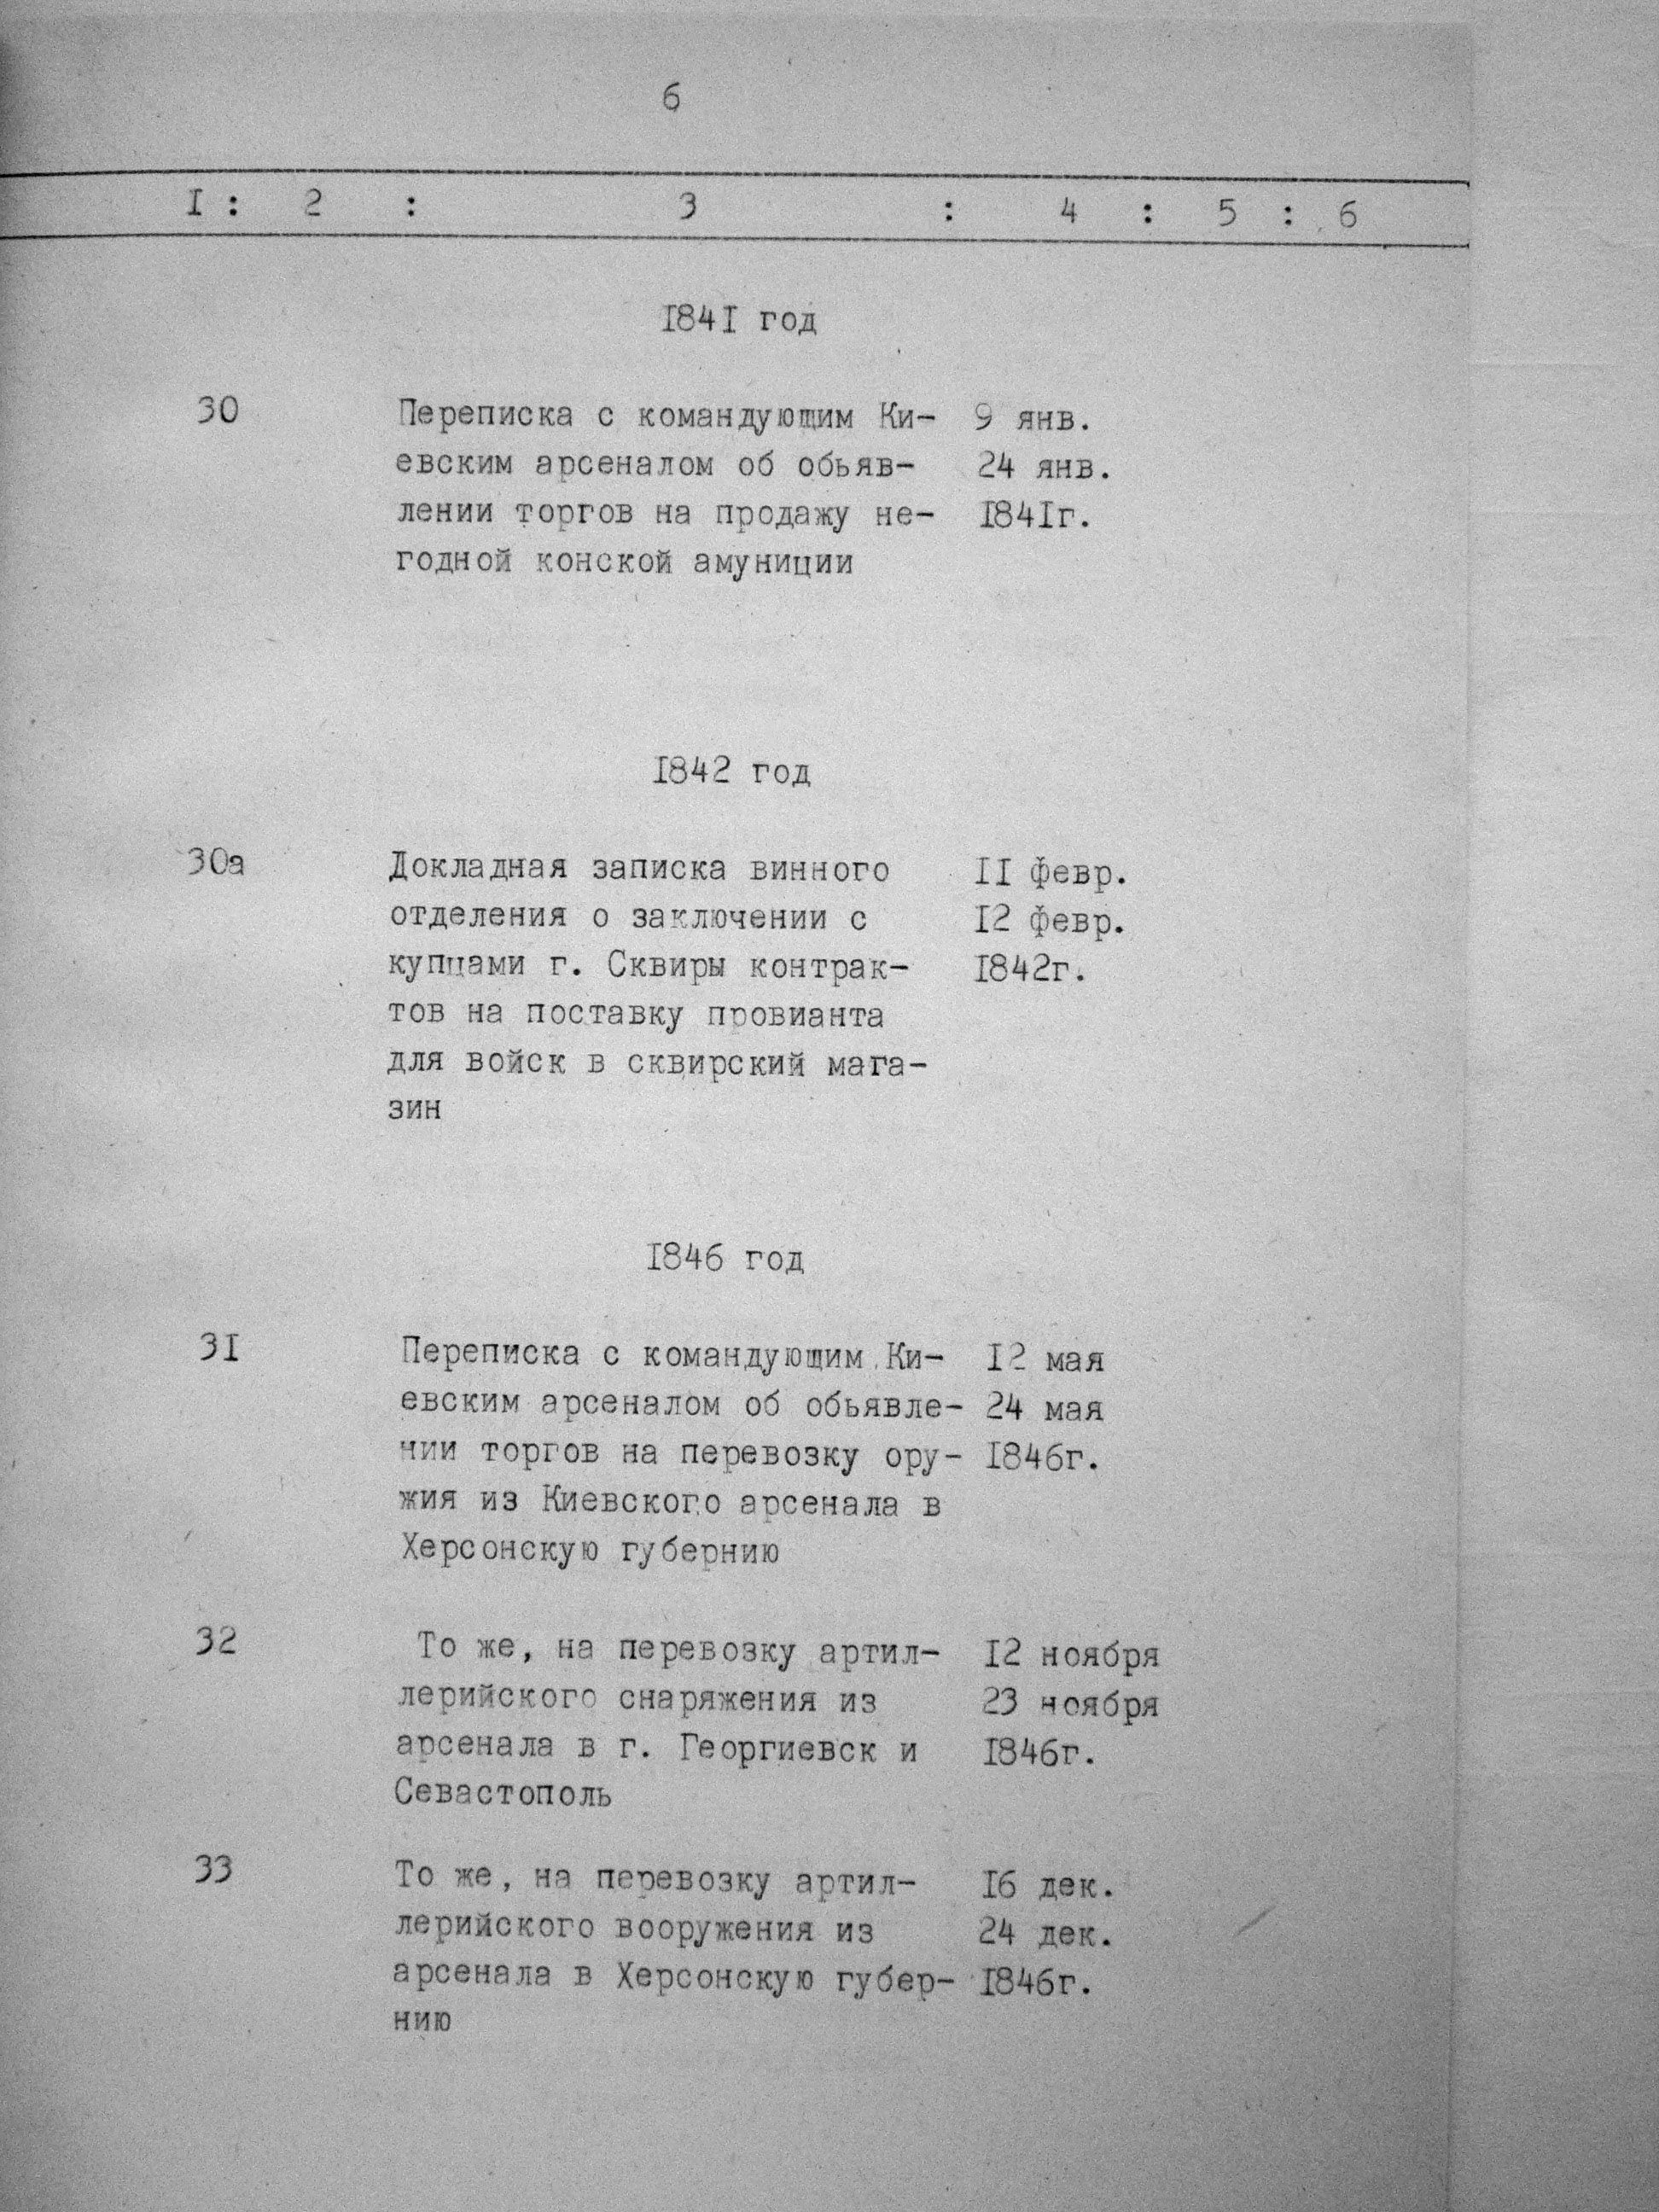 6
I : 2 : 3 : 4 : 5 : 6
I84I год
30 Переписка с командующим Ки- 9 янв.
евским арсеналом об обьяв- 24 янв.
лении торгов на продажу не- I84Iг.
годной конской амуниции
I842 год
30а Докладная записка винного II февр.
отделения о заключении с I2 февр.
купцами г. Сквиры контрак- I842г.
тов на поставку провианта
для войск в сквирский мага-
зин
I846 год
3I Переписка с командующим Ки- I2 мая
евским арсеналом об обьявле- 24 мая
нии торгов на перевозку ору- I846г.
жия из Киевского арсенала в
Херсонскую губернию
32 То же, на перевозку артил- I2 ноября
лерийского снаряжения из 23 ноября
арсенала в г. Георгиевск и I846г.
Севастополь
33 То же, на перевозку артил- I6 дек.
лерийского вооружения из 24 дек.
арсенала в Херсонскую губер- I846г.
нию